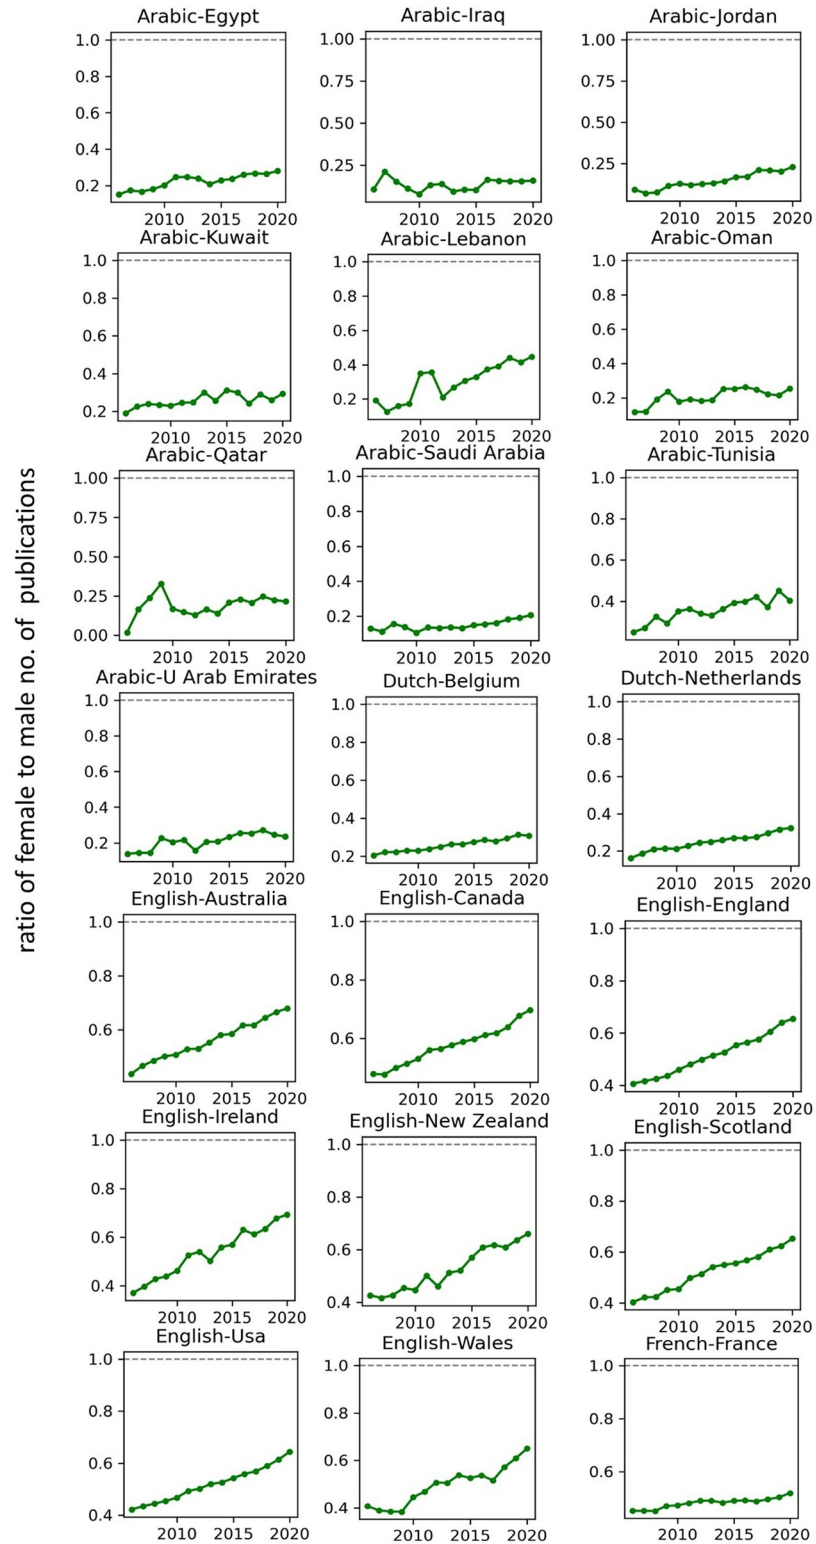 ratio of female to male no. of publications
Arabic-Egypt
1.0
0.8
0.6
0.4
0.2
2010 2015 2020
Arabic-Iraq
1.00
0.75
0.50
0.25
2010 2015 2020
Arabic-Jordan
1.00
0.75
0.50
0.25
2010 2015 2020
Arabic-Kuwait
1.0
0.8
0.6
0.4
0.2
2010 2015 2020
Arabic-Lebanon
1.0
0.8
0.6
0.4
0.2
2010 2015 2020
Arabic-Oman
1.0
0.8
0.6
0.4
0.2
2010 2015 2020
Arabic-Qatar
1.00
0.75
0.50
0.25
0.00
2010 2015 2020
Arabic-Saudi Arabia
1.0
0.8
0.6
0.4
0.2
2010 2015 2020
Arabic-Tunisia
1.0
0.8
0.6
0.4
2010 2015 2020
Arabic-U Arab Emirates
1.0
0.8
0.6
0.4
0.2
2010 2015 2020
Dutch-Belgium
1.0
0.8
0.6
0.4
0.2
2010 2015 2020
Dutch-Netherlands
1.0
0.8
0.6
0.4
0.2
2010 2015 2020
English-Australia
1.0
0.8
0.6
2010 2015 2020
English-Canada
1.0
0.8
0.6
2010 2015 2020
English-England
1.0
0.8
0.6
0.4
2010 2015 2020
English-Ireland
1.0
0.8
0.6
0.4
2010 2015 2020
English-New Zealand
1.0
0.8
0.6
0.4
2010 2015 2020
English-Scotland
1.0
0.8
0.6
0.4
2010 2015 2020
English-Usa
1.0
0.8
0.6
0.4
2010 2015 2020
English-Wales
1.0
0.8
0.6
0.4
2010 2015 2020
French-France
1.0
0.8
0.6
2010 2015 2020